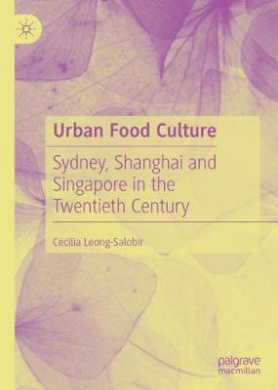 Urban Food Culture
Sydney, Shanghai and
Singapore in the
Twentieth Century
Cecilia Leong-Salobir
palgrave
macmillan